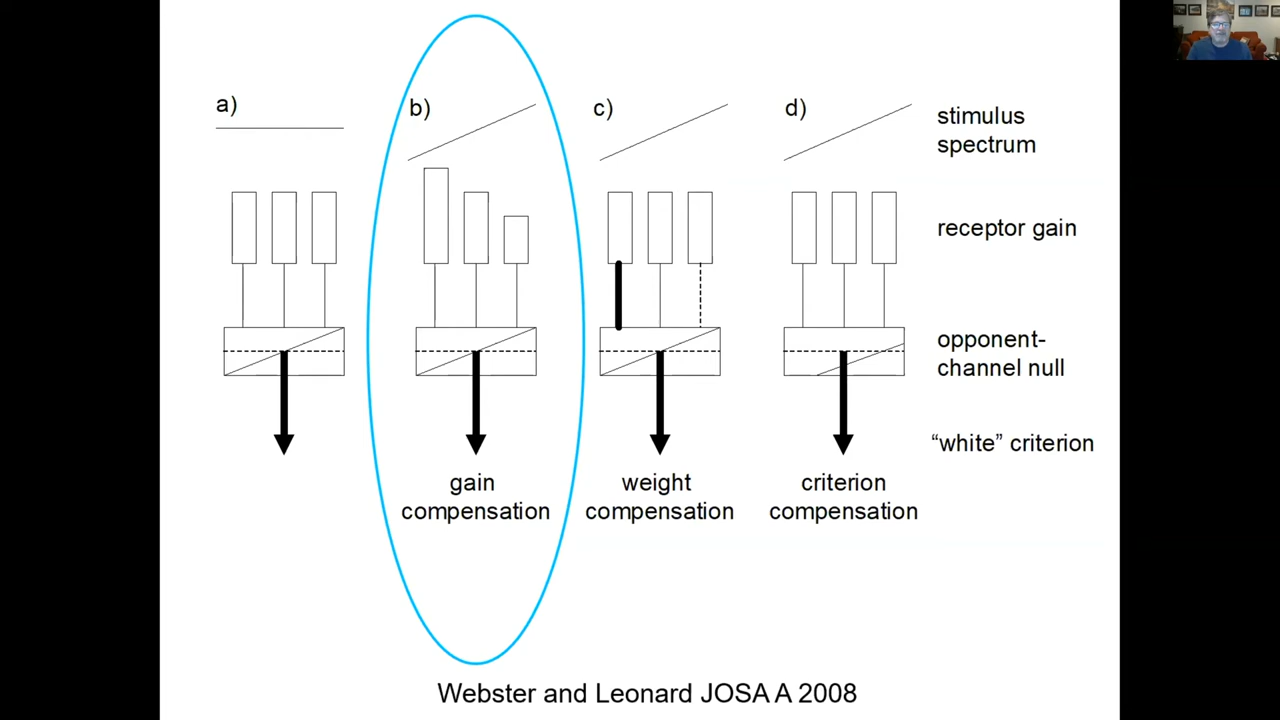 a)
b)
c)
d)
stimulus
spectrum
receptor gain
opponent-
channel null
“white” criterion
gain
compensation
weight
compensation
criterion
compensation
Webster and Leonard JOSA A 2008